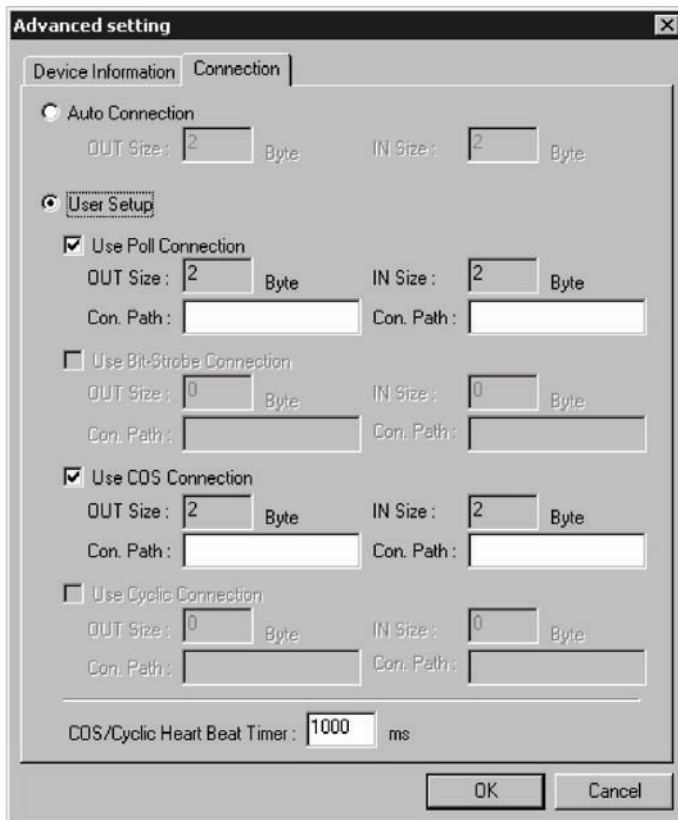 Advanced setting
Device Information Connection
Auto Connection
OUT Size : 2 Byte IN Size : 2 Byte
User Setup
Use Poll Connection
OUT Size : 2 Byte IN Size : 2 Byte
Con. Path : Con. Path :
Use Bit-Strobe Connection
OUT Size : 0 Byte IN Size : 0 Byte
Con. Path : Con. Path :
Use COS Connection
OUT Size : 2 Byte IN Size : 2 Byte
Con. Path : Con. Path :
Use Cyclic Connection
OUT Size : 0 Byte IN Size : 0 Byte
Con. Path : Con. Path :
COS/Cyclic Heart Beat Timer : 1000 ms
OK Cancel